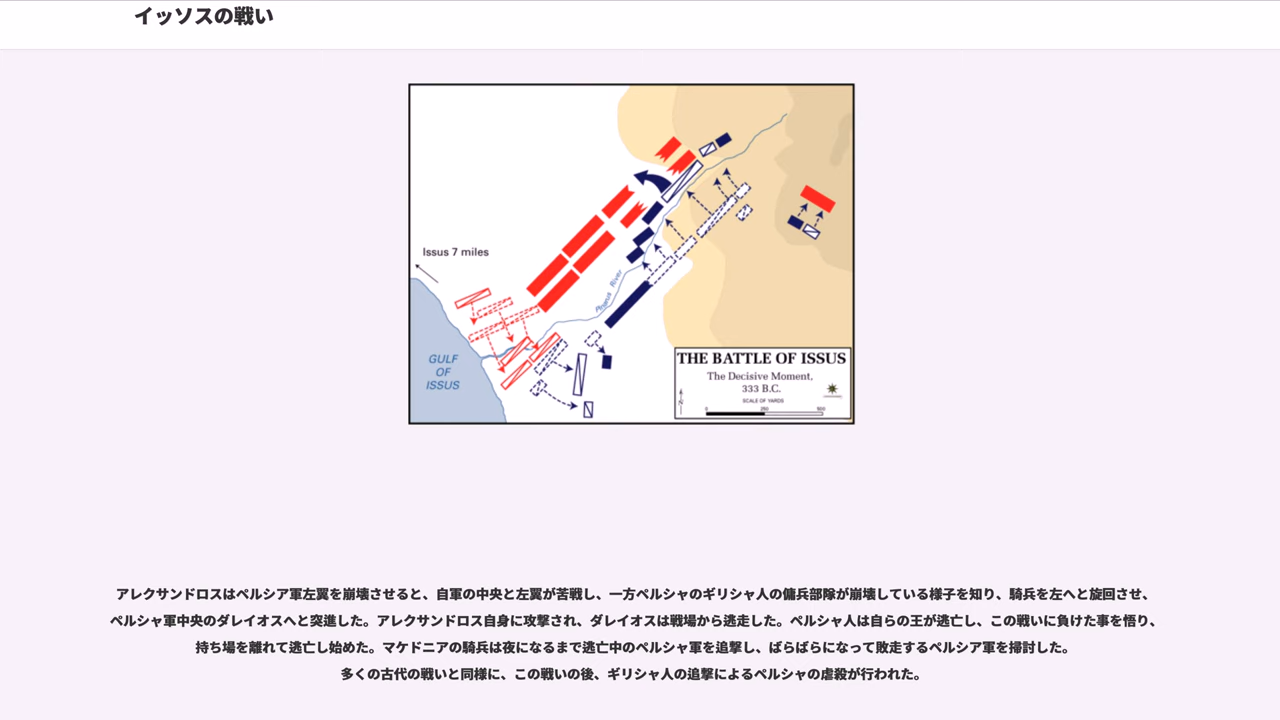 イッソスの戦い
Issus 7 miles
Pinarus River
GULF
OF
ISSUS
THE BATTLE OF ISSUS
The Decisive Moment,
333 B.C.
SCALE OF YARDS
0 250 500
アレクサンドロスはペルシア軍左翼を崩壊させると、自軍の中央と左翼が苦戦し、一方ペルシャのギリシャ人の傭兵部隊が崩壊している様子を知り、騎兵を左へと旋回させ、
ペルシャ軍中央のダレイオスへと突進した。アレクサンドロス自身に攻撃され、ダレイオスは戦場から逃走した。ペルシャ人は自らの王が逃亡し、この戦いに負けた事を悟り、
持ち場を離れて逃亡し始めた。マケドニアの騎兵は夜になるまで逃亡中のペルシャ軍を追撃し、ばらばらになって敗走するペルシア軍を掃討した。
多くの古代の戦いと同様に、この戦いの後、ギリシャ人の追撃によるペルシャの虐殺が行われた。